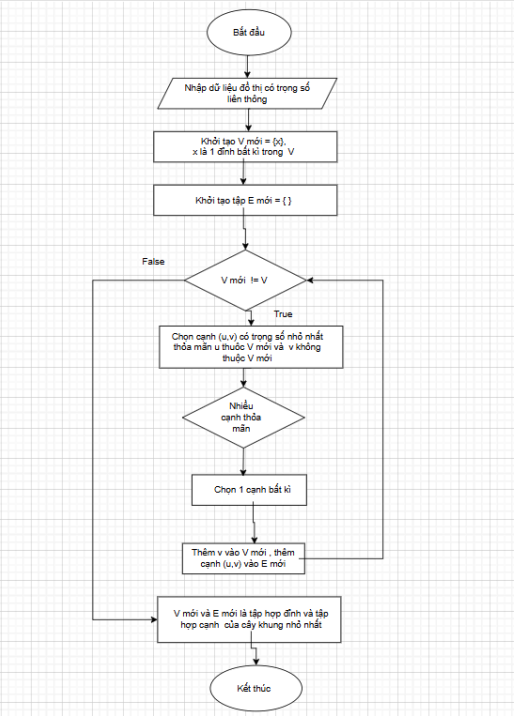 Bắt đầu
Nhập dữ liệu đồ thị có trong số
liên thông
Khởi tạo V mới = {x},
x là 1 đỉnh bất kì trong V
Khởi tạo tập E mới = { }
False
V mới != V
True
Chọn cạnh (u,v) có trong số nhỏ nhất
thỏa mãn u thuôc V mới và v không
thuộc V mới
Nhiều
cạnh thỏa
mãn
Chọn 1 cạnh bất kì
Thêm v vào V mới , thêm
cạnh (u,v) vào E mới
V mới và E mới là tập hợp đỉnh và tập
hợp cạnh của cây khung nhỏ nhất
Kết thúc